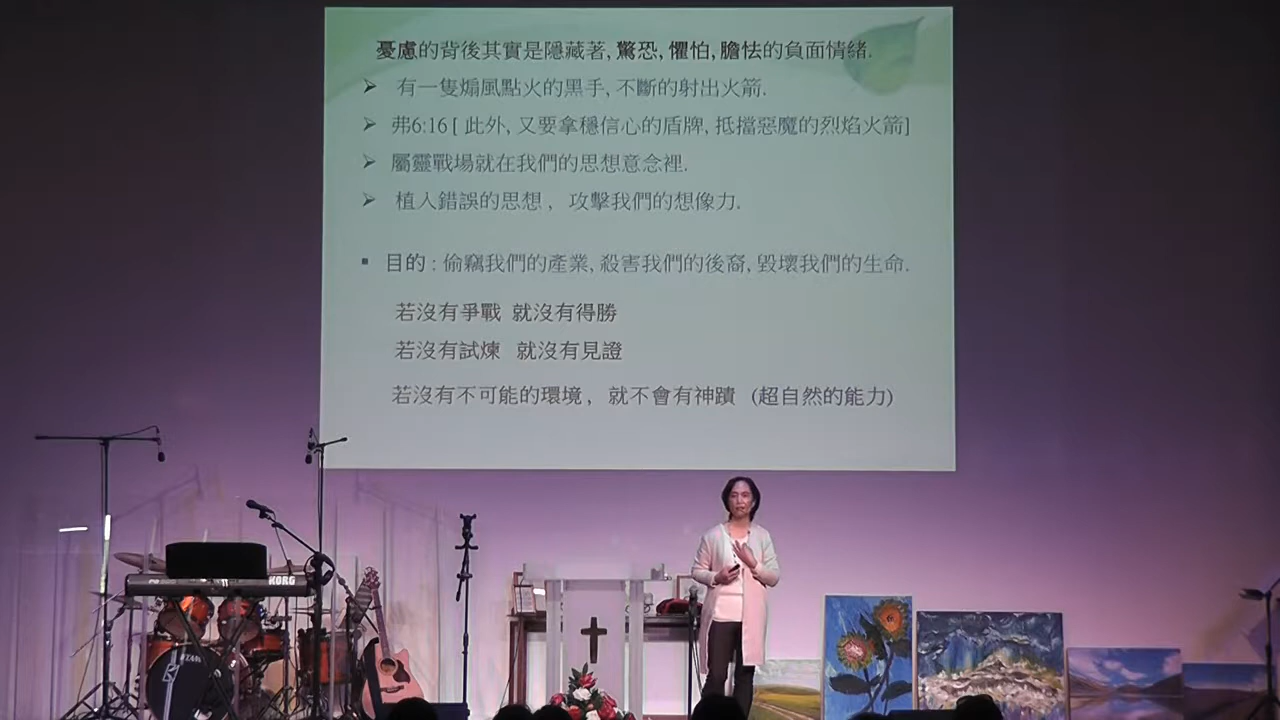 憂慮的背後其實是隱藏著, 驚恐, 懼怕, 膽怯的負面情緒.
➢ 有一隻煽風點火的黑手, 不斷的射出火箭.
➢ 弗6:16 [ 此外, 又要拿穩信心的盾牌, 抵擋惡魔的烈焰火箭]
➢ 屬靈戰場就在我們的思想意念裡.
➢ 植入錯誤的思想 , 攻擊我們的想像力.
▪ 目的 : 偷竊我們的產業, 殺害我們的後裔, 毀壞我們的生命.
若沒有爭戰 就沒有得勝
若沒有試煉 就沒有見證
若沒有不可能的環境 , 就不會有神蹟 (超自然的能力)
KORG
TAMA